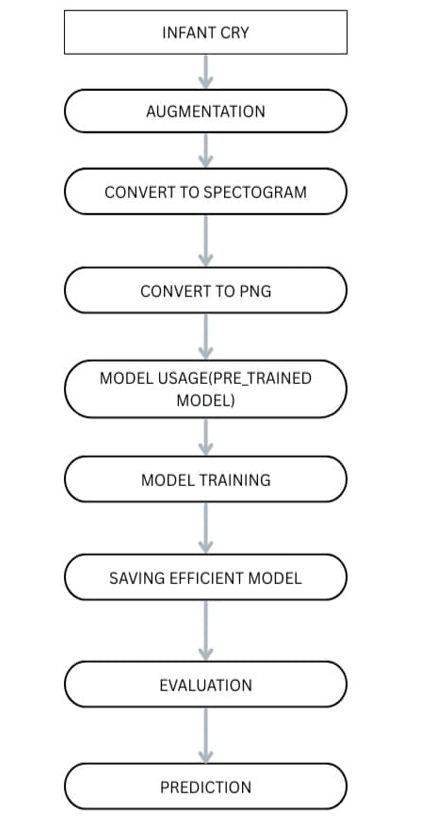 INFANT CRY
AUGMENTATION
CONVERT TO SPECTOGRAM
CONVERT TO PNG
MODEL USAGE(PRE_TRAINED
MODEL)
MODEL TRAINING
SAVING EFFICIENT MODEL
EVALUATION
PREDICTION